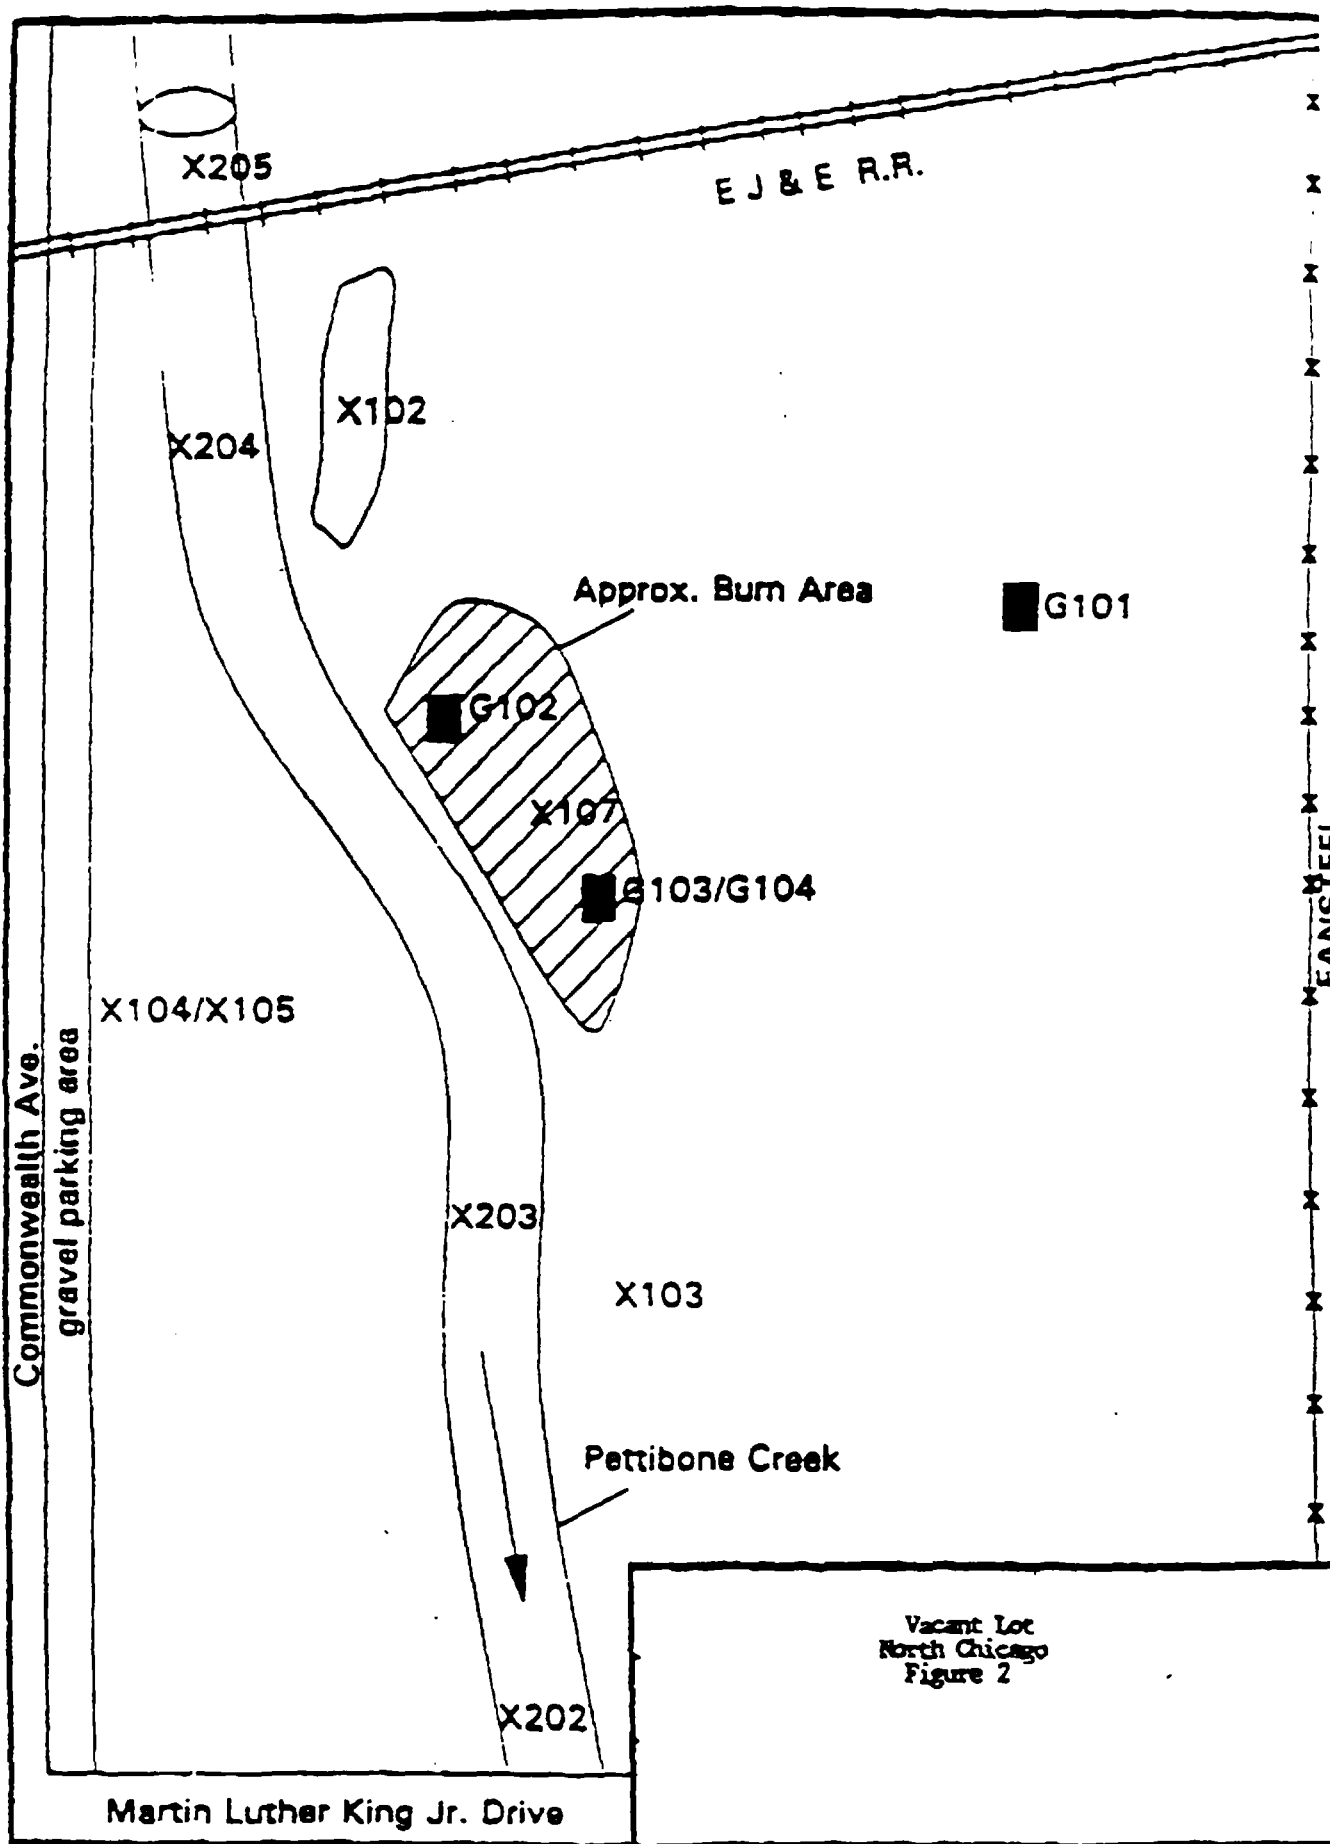 X205
E J & E R.R.
X102
X204
Approx. Burn Area
G101
G102
X107
G103/G104
FANSTEEL
X104/X105
Commonwealth Ave.
gravel parking area
X203
X103
Pettibone Creek
Vacant Lot
North Chicago
Figure 2
X202
Martin Luther King Jr. Drive